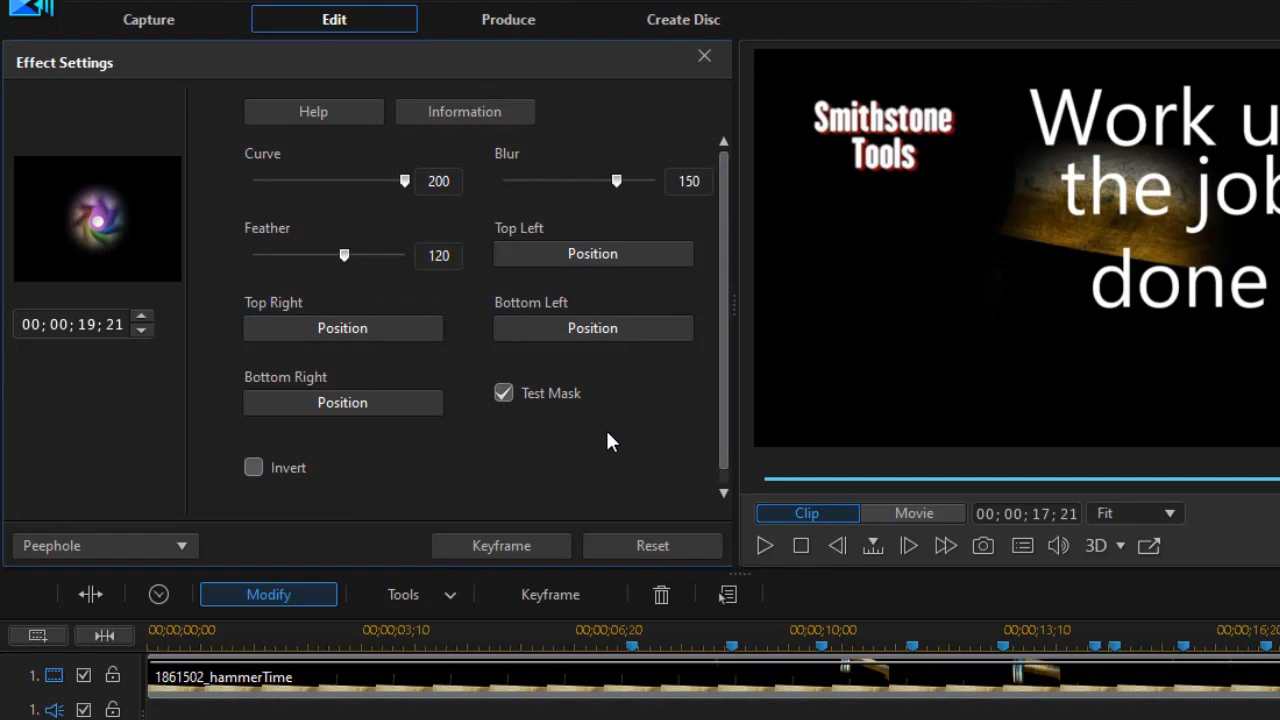 Capture Edit Produce Create Disc
Effect Settings
Help Information
Curve Blur
200 150
Feather Top Left
120 Position
Top Right Bottom Left
Position Position
Bottom Right
Position Test Mask
Invert
00; 00; 19; 21
Peephole Keyframe Reset
Smithstone
Tools
Work u
the job
done
Clip Movie 00; 00; 17; 21 Fit
3D
Modify Tools Keyframe
00;00;00;00 00;00;03;10 00;00;06;20 00;00;10;00 00;00;13;10 00;00;16;20
1. 1861502_hammerTime
1.